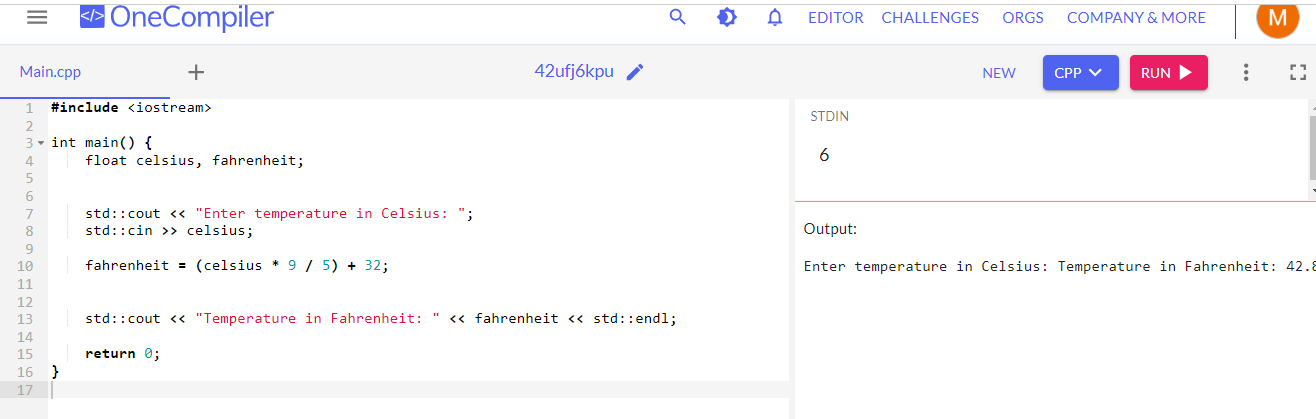 </> OneCompiler EDITOR CHALLENGES ORGS COMPANY & MORE M
Main.cpp + 42ufj6kpu NEW CPP RUN
1 #include <iostream>
2
3 int main() {
4 float celsius, fahrenheit;
5
6
7 std::cout << "Enter temperature in Celsius: ";
8 std::cin >> celsius;
9
10 fahrenheit = (celsius * 9 / 5) + 32;
11
12
13 std::cout << "Temperature in Fahrenheit: " << fahrenheit << std::endl;
14
15 return 0;
16 }
17
STDIN
6
Output:
Enter temperature in Celsius: Temperature in Fahrenheit: 42.8